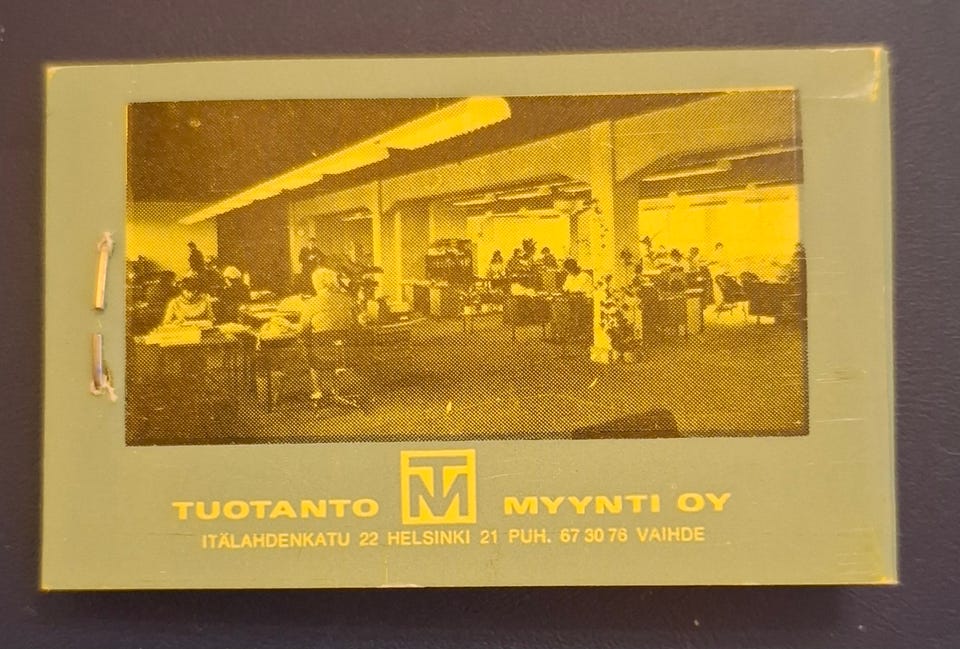 TUOTANTO TM MYYNTI OY
ITÄLAHDENKATU 22 HELSINKI 21 PUH. 67 30 76 VAIHDE